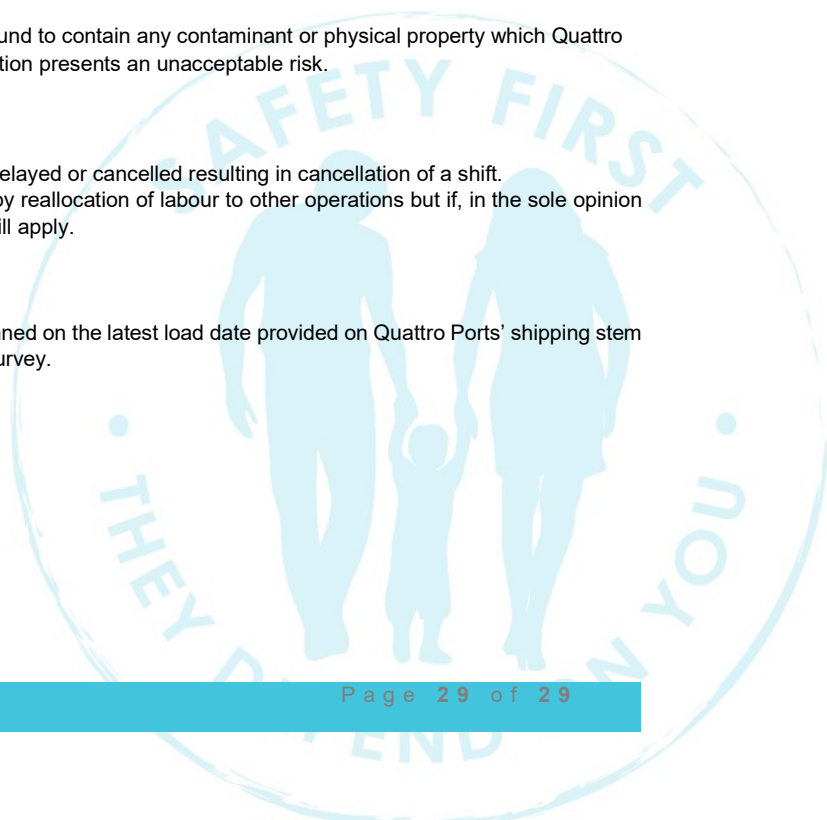 und to contain any contaminant or physical property which Quattro
tion presents an unacceptable risk.
SAFETY FIRST
elayed or cancelled resulting in cancellation of a shift.
by reallocation of labour to other operations but if, in the sole opinion
ill apply.
nned on the latest load date provided on Quattro Ports’ shipping stem
urvey.
THEY DEPEND ON YOU
Page 29 of 29